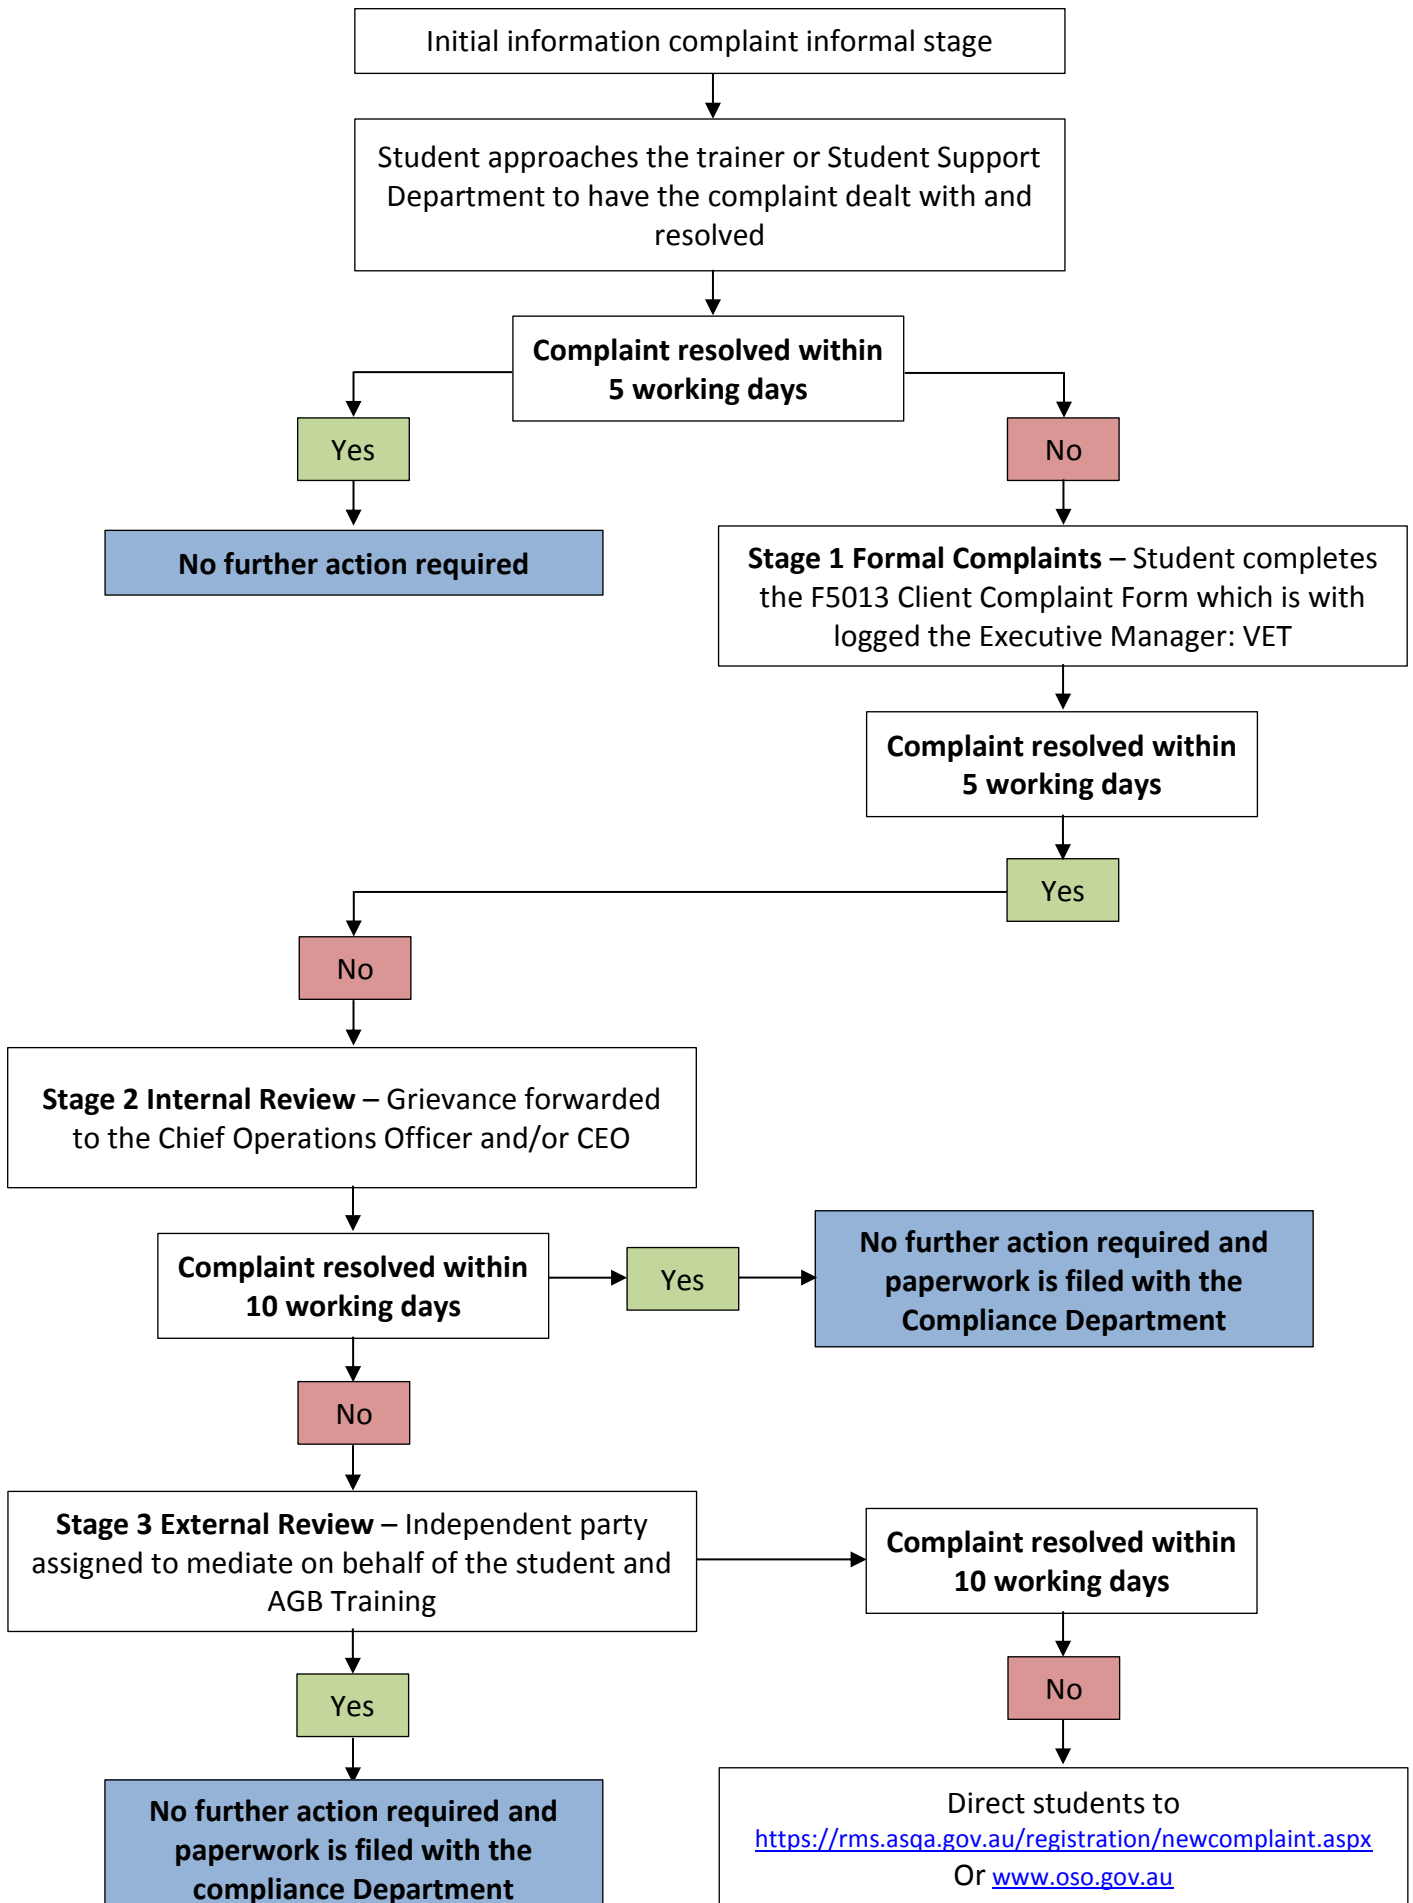 Initial information complaint informal stage
Student approaches the trainer or Student Support
Department to have the complaint dealt with and
resolved
Complaint resolved within
5 working days
Yes
No
No further action required
Stage 1 Formal Complaints – Student completes
the F5013 Client Complaint Form which is with
logged the Executive Manager: VET
Complaint resolved within
5 working days
Yes
No
Stage 2 Internal Review – Grievance forwarded
to the Chief Operations Officer and/or CEO
Complaint resolved within
10 working days
Yes
No further action required and
paperwork is filed with the
Compliance Department
No
Stage 3 External Review – Independent party
assigned to mediate on behalf of the student and
AGB Training
Complaint resolved within
10 working days
Yes
No
No further action required and
paperwork is filed with the
compliance Department
Direct students to
https://rms.asqa.gov.au/registration/newcomplaint.aspx
Or www.oso.gov.au